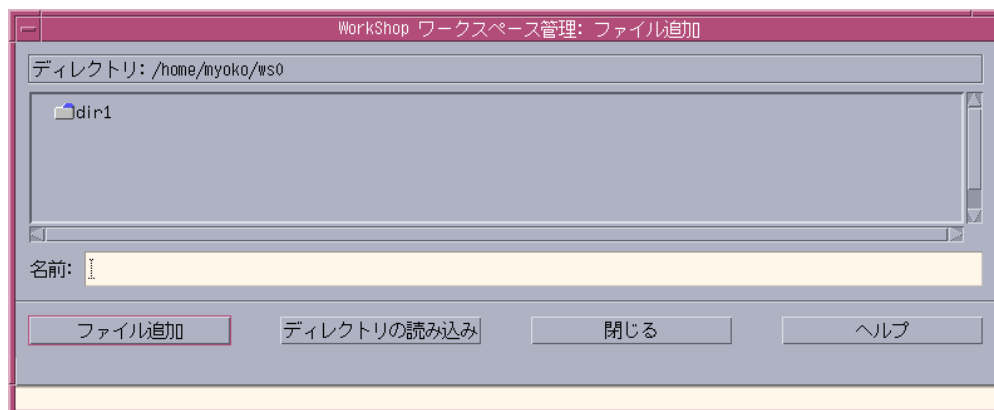 WorkShop ワークスペース管理: ファイル追加
ディレクトリ: /home/myoko/ws0
dir1
名前:
ファイル追加 ディレクトリの読み込み 閉じる ヘルプ